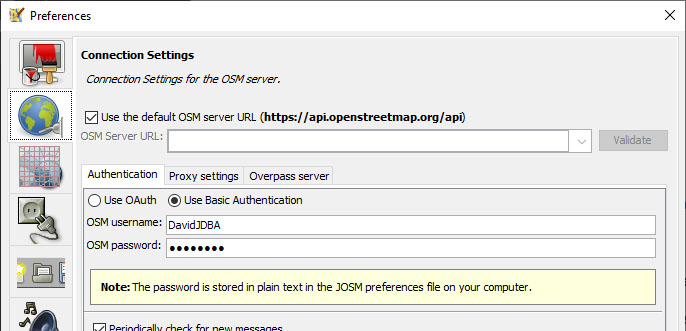 Preferences
Connection Settings
Connection Settings for the OSM server.
Use the default OSM server URL (https://api.openstreetmap.org/api)
OSM Server URL: Validate
Authentication Proxy settings Overpass server
Use OAuth Use Basic Authentication
OSM username: DavidJDBA
OSM password: ●●●●●●●●
Note: The password is stored in plain text in the JOSM preferences file on your computer.
Periodically check for new messages